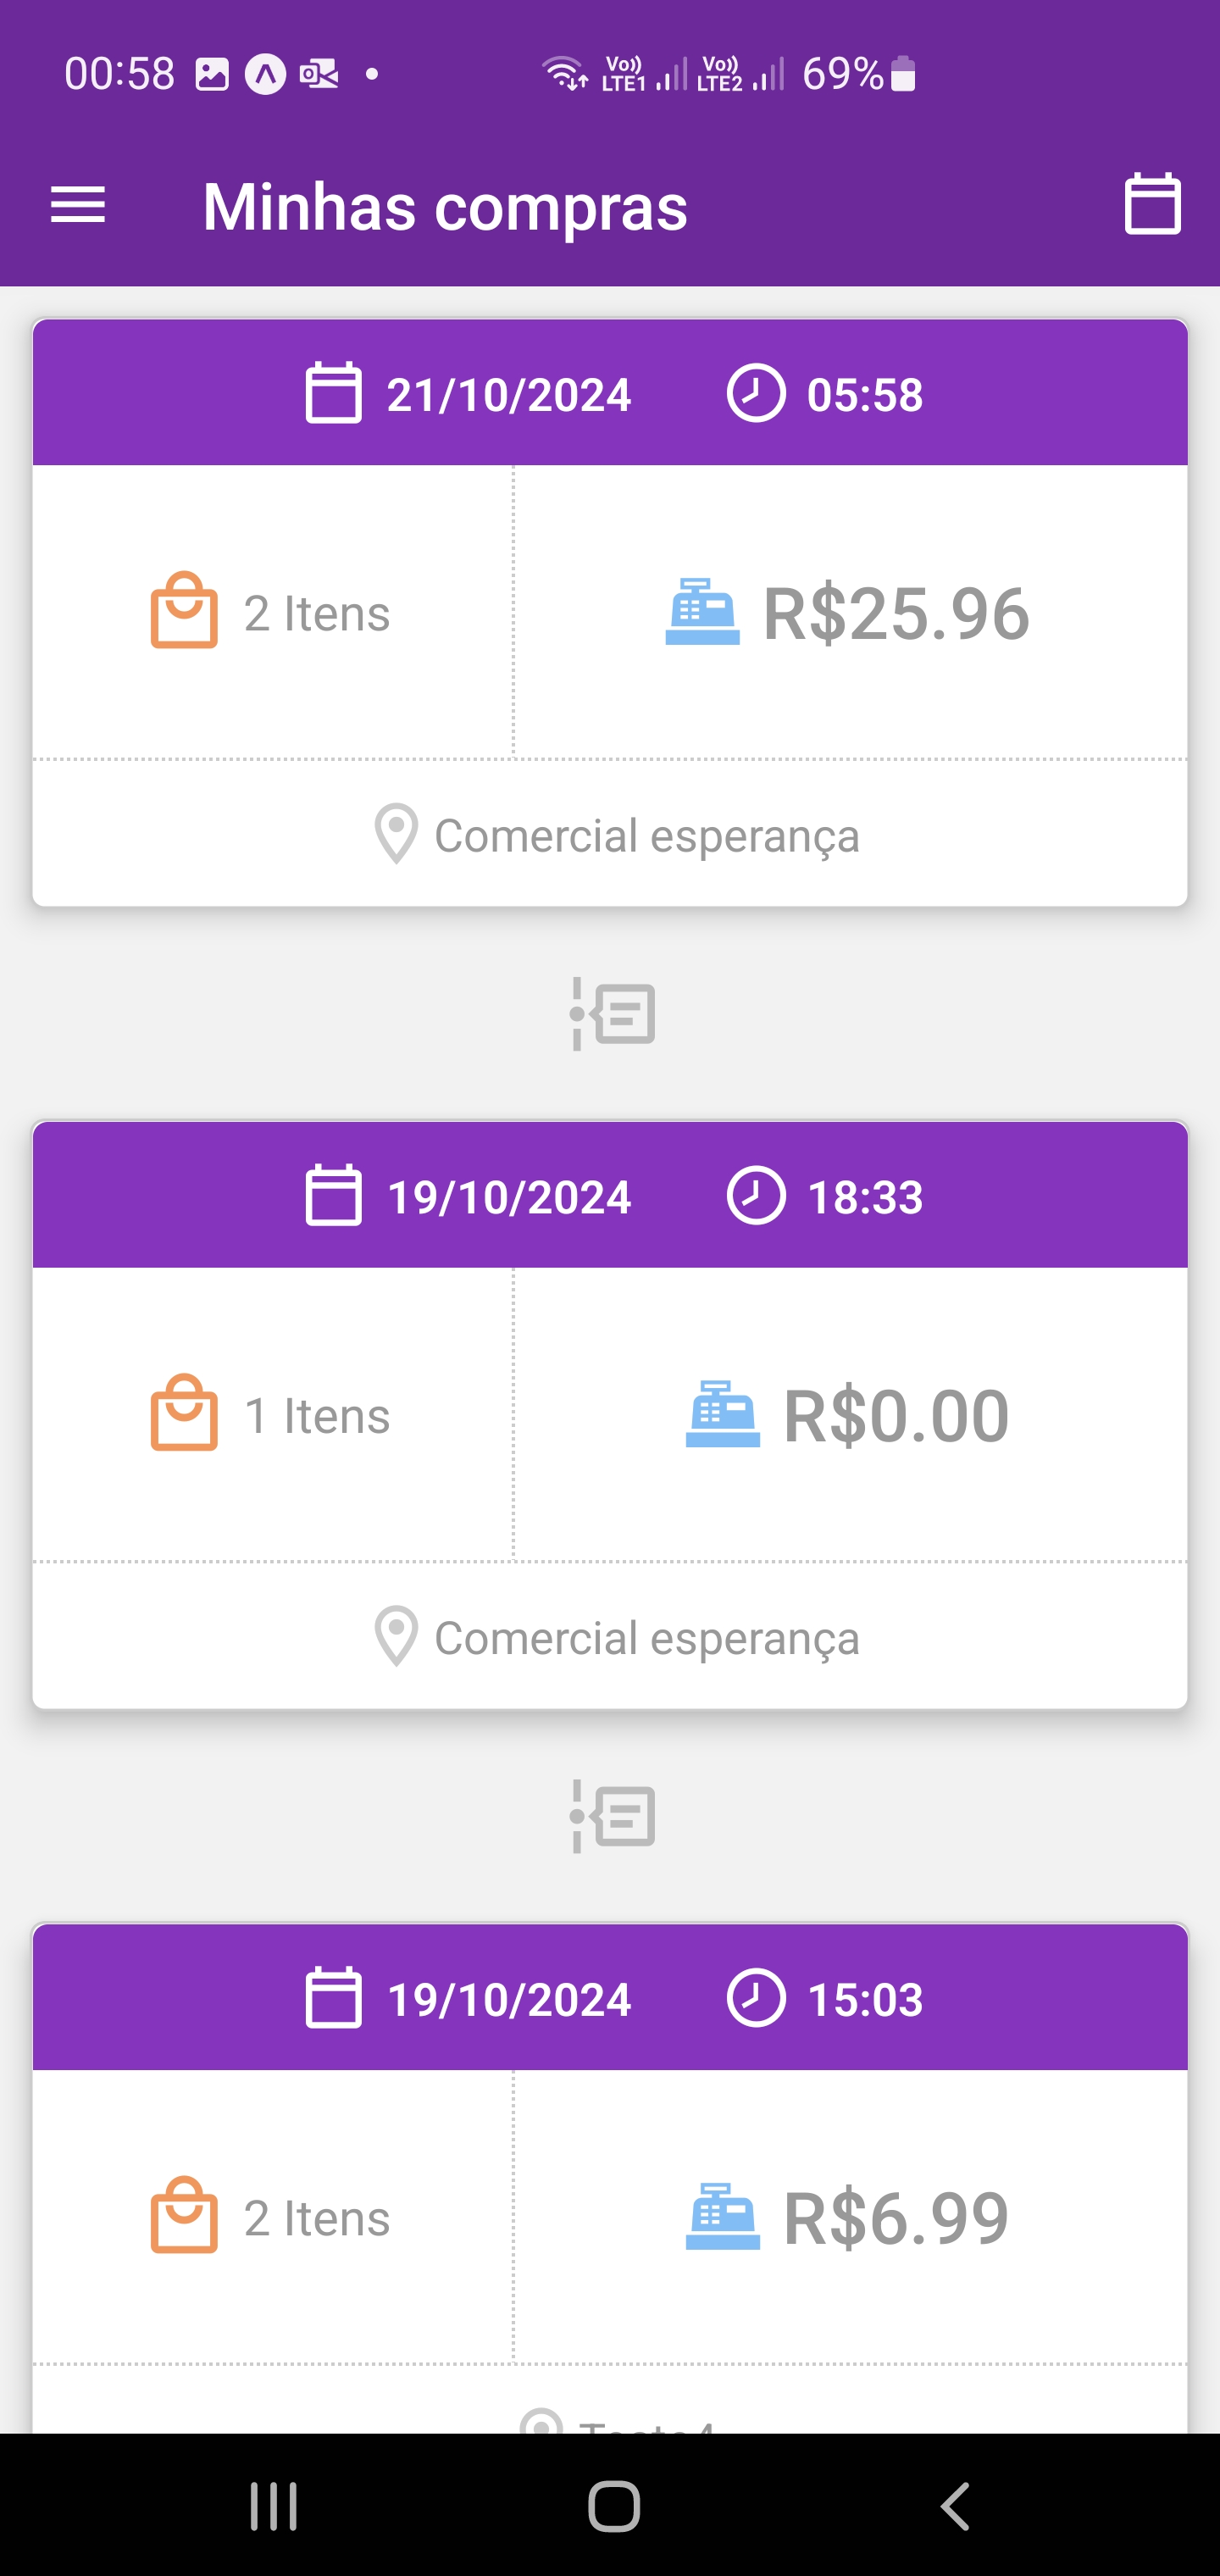 00:58 Vo)) LTE1 Vo)) LTE2 69%
Minhas compras
21/10/2024 05:58
2 Itens R$25.96
Comercial esperança
19/10/2024 18:33
1 Itens R$0.00
Comercial esperança
19/10/2024 15:03
2 Itens R$6.99